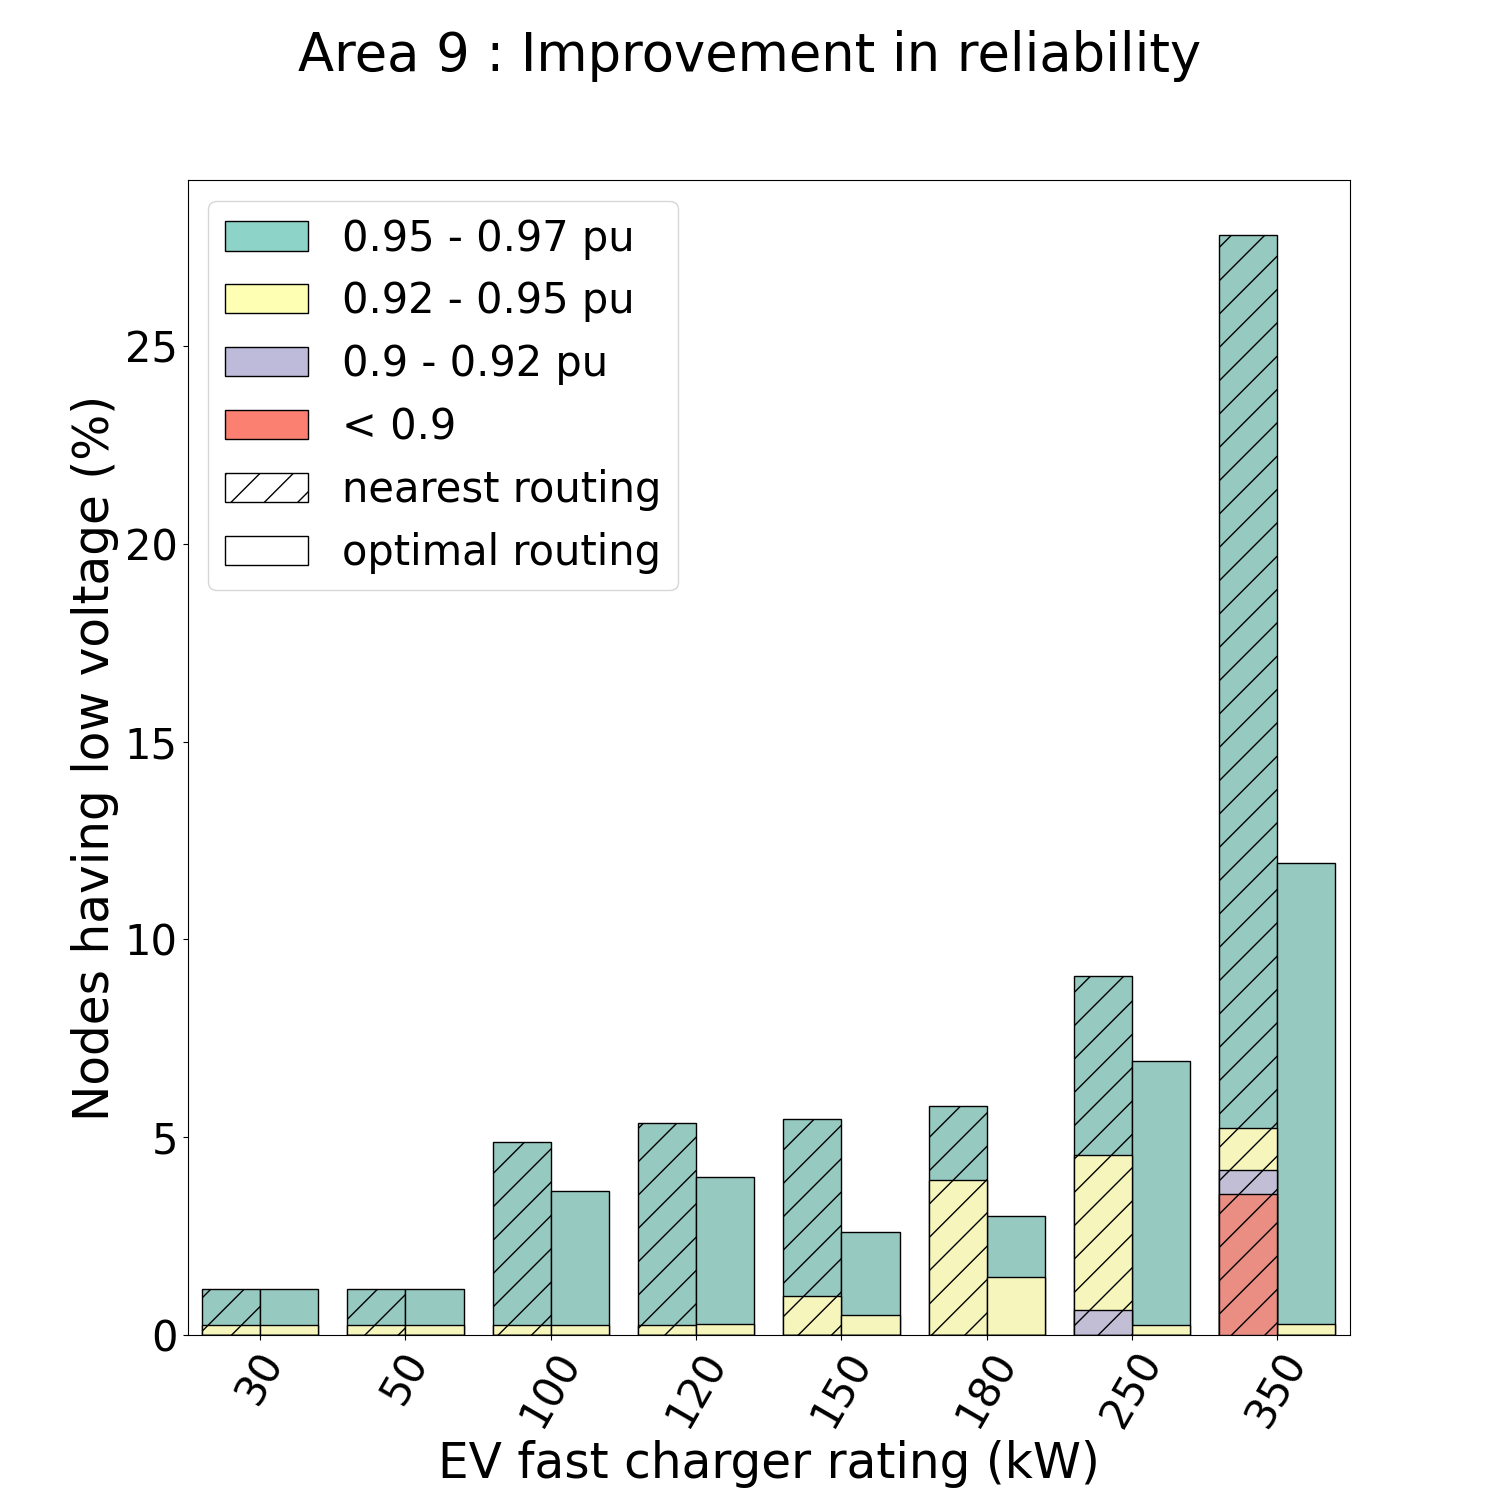 Area 9 : Improvement in reliability
0.95 - 0.97 pu
0.92 - 0.95 pu
0.9 - 0.92 pu
< 0.9
nearest routing
optimal routing
Nodes having low voltage (%)
25
20
15
10
5
0
30 50 100 120 150 180 250 350
EV fast charger rating (kW)